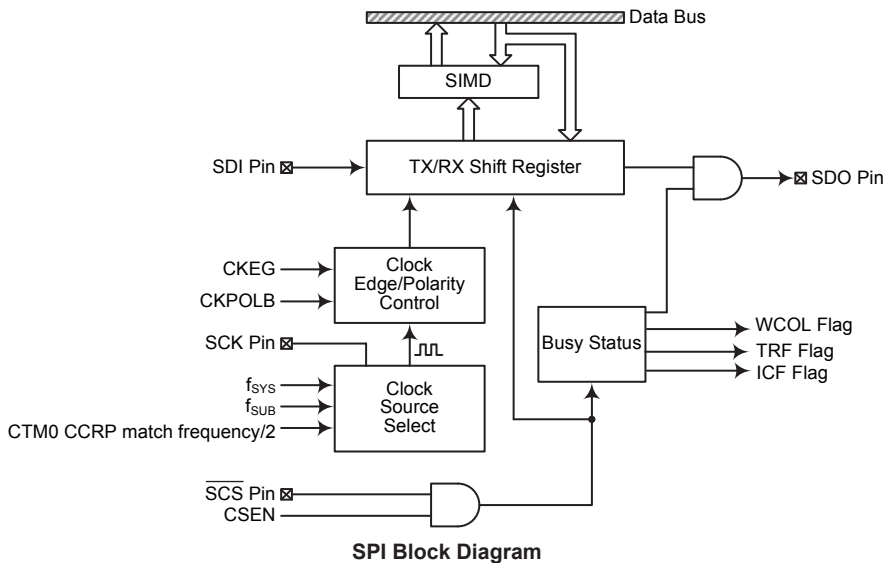 Data Bus
SIMD
SDI Pin
TX/RX Shift Register
SDO Pin
CKEG
CKPOLB
Clock
Edge/Polarity
Control
SCK Pin
fSYS
fSUB
CTM0 CCRP match frequency/2
Clock
Source
Select
Busy Status
WCOL Flag
TRF Flag
ICF Flag
SCS Pin
CSEN
SPI Block Diagram